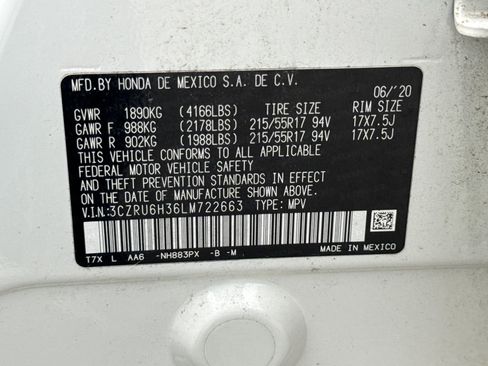 MFD.BY HONDA DE MEXICO S.A. DE C.V.
06/'20
GVWR 1890KG (4166LBS) TIRE SIZE RIM SIZE
GAWR F 988KG (2178LBS) 215/55R17 94V 17X7.5J
GAWR R 902KG (1988LBS) 215/55R17 94V 17X7.5J
THIS VEHICLE CONFORMS TO ALL APPLICABLE
FEDERAL MOTOR VEHICLE SAFETY STANDARDS IN
EFFECT ON THE DATE OF MANUFACTURE SHOWN ABOVE.
V.I.N:3CZRU6H36LM722663 TYPE: MPV
T7X L AA6 -NH883PX -B -M MADE IN MEXICO